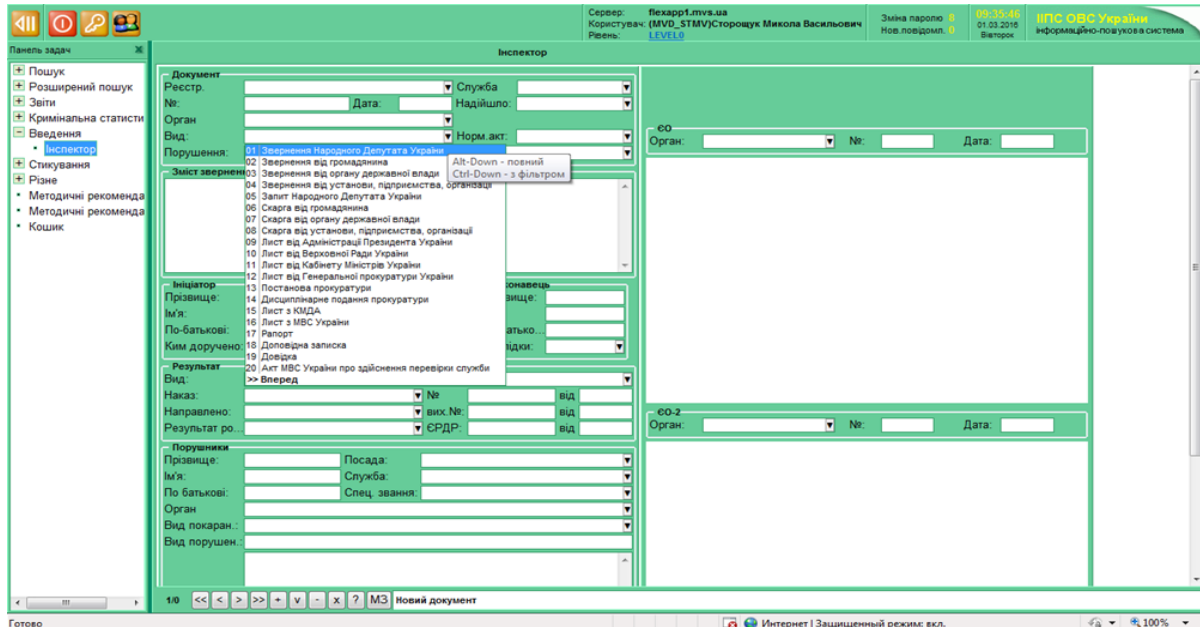 Сервер: flexapp1.mvs.ua
Користувач: (MVD_STMV)Сторощук Микола Васильович
Рівень: LEVEL0
Зміна паролю 8
Нов.повідомл. 0
09:35:46
01.03.2016
Вівторок
ІІПС ОВС України
інформаційно-пошукова система
Панель задач
Інспектор
Пошук
Розширений пошук
Звіти
Кримінальна статисти
Введення
Інспектор
Стикування
Різне
Методичні рекоменда
Методичні рекоменда
Кошик
Документ
Реєстр. Служба
№: Дата: Надійшло:
Орган
Вид: Норм.акт:
Порушення:
01 Звернення Народного Депутата України
02 Звернення від громадянина
03 Звернення від органу державної влади
04 Звернення від установи, підприємства, організації
05 Запит Народного Депутата України
06 Скарга від громадянина
07 Скарга від органу державної влади
08 Скарга від установи, підприємства, організації
09 Лист від Адміністрації Президента України
10 Лист від Верховної Ради України
11 Лист від Кабінету Міністрів України
12 Лист від Генеральної прокуратури України
13 Постанова прокуратури
14 Дисциплінарне подання прокуратури
15 Лист з КМДА
16 Лист з МВС України
17 Рапорт
18 Доповідна записка
19 Довідка
20 Акт МВС України про здійснення перевірки служби
>> Вперед
Alt-Down - повний
Ctrl-Down - з фільтром
Зміст звернен
Ініціатор онавець
Прізвище: вище:
Ім'я:
По-батькові: атько...
Ким доручено: лідки:
Результат
Вид:
Наказ: № від
Направлено: вих.№: від
Результат ро... ЄРДР: від
Порушники
Прізвище: Посада:
Ім'я: Служба:
По батькові: Спец. звання:
Орган
Вид покаран.:
Вид порушен.:
ЄО
Орган: №: Дата:
ЄО-2
Орган: №: Дата:
1/0 << < > >> + v - x ? МЗ Новий документ
Готово
Интернет | Защищенный режим: вкл.
100%